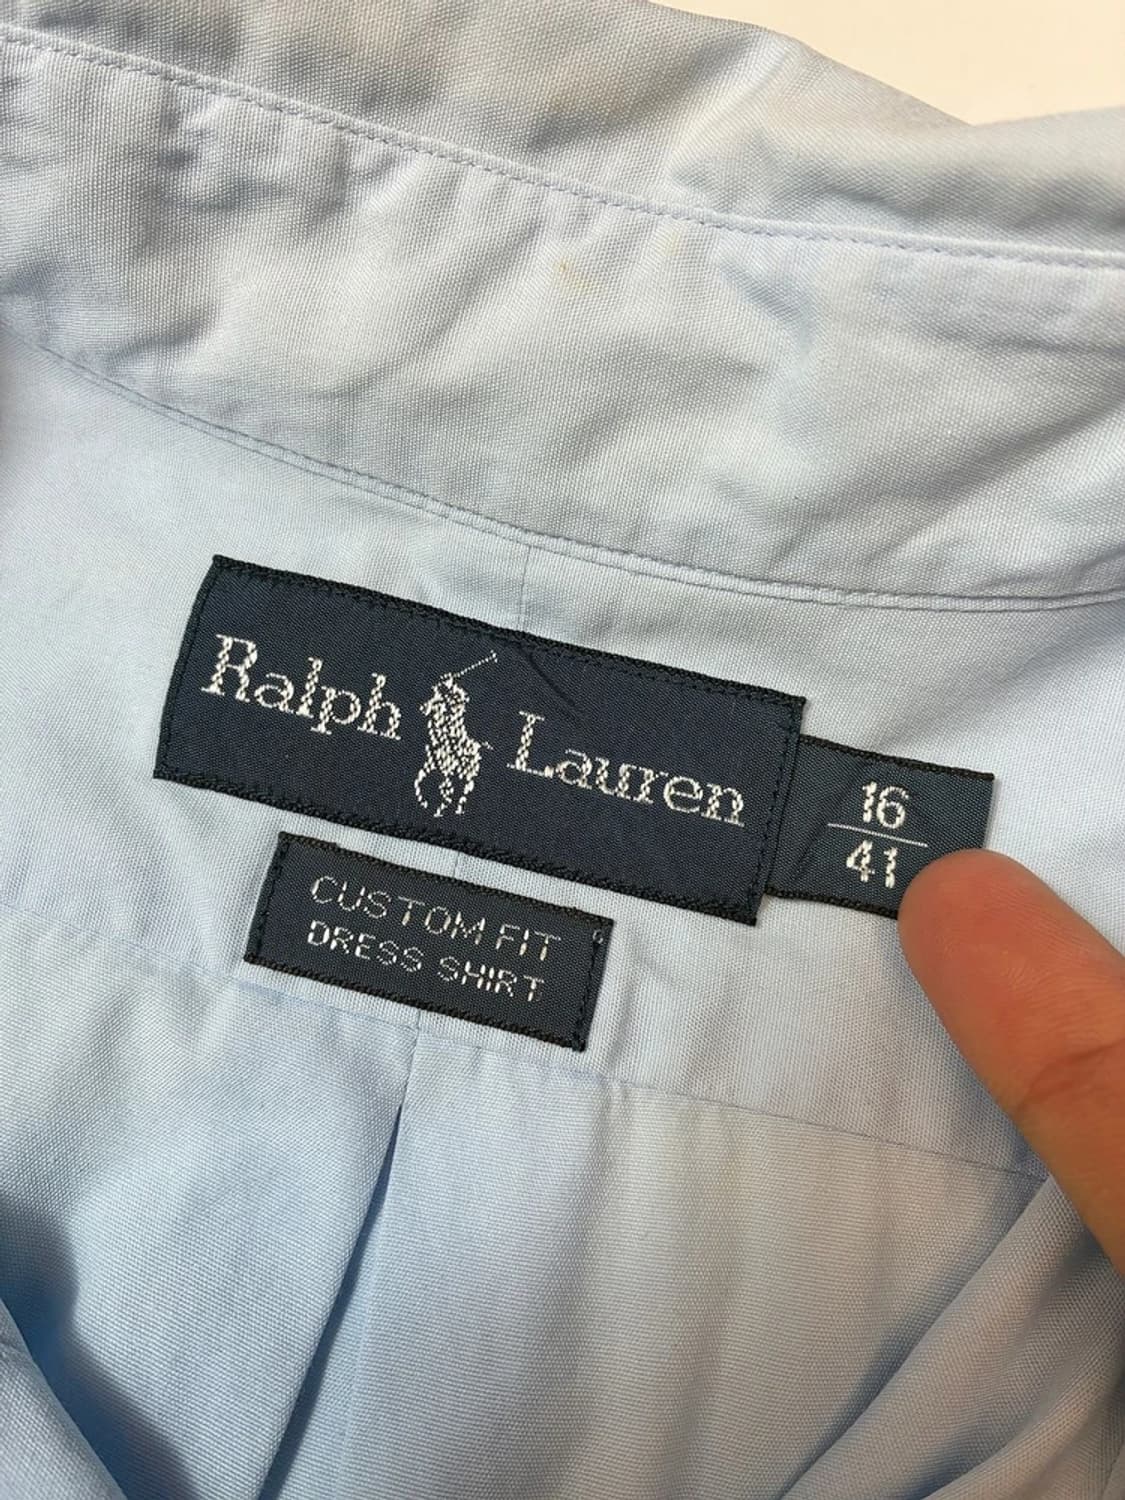 Ralph Lauren
16
41
CUSTOM FIT
DRESS SHIRT